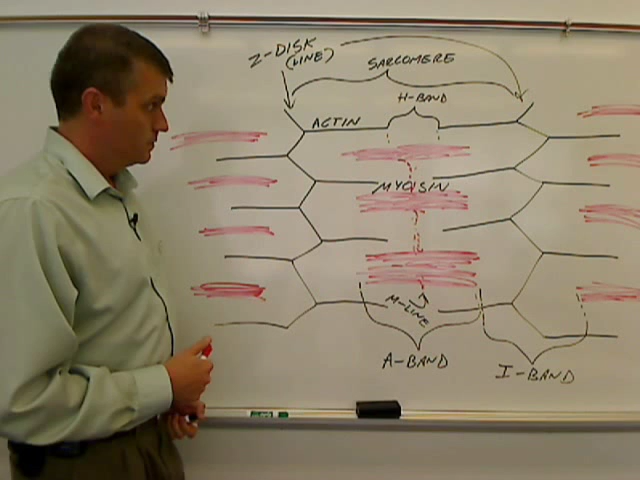 Z-DISK
(LINE)
SARCOMERE
H-BAND
ACTIN
MYOSIN
M-LINE
A-BAND
I-BAND